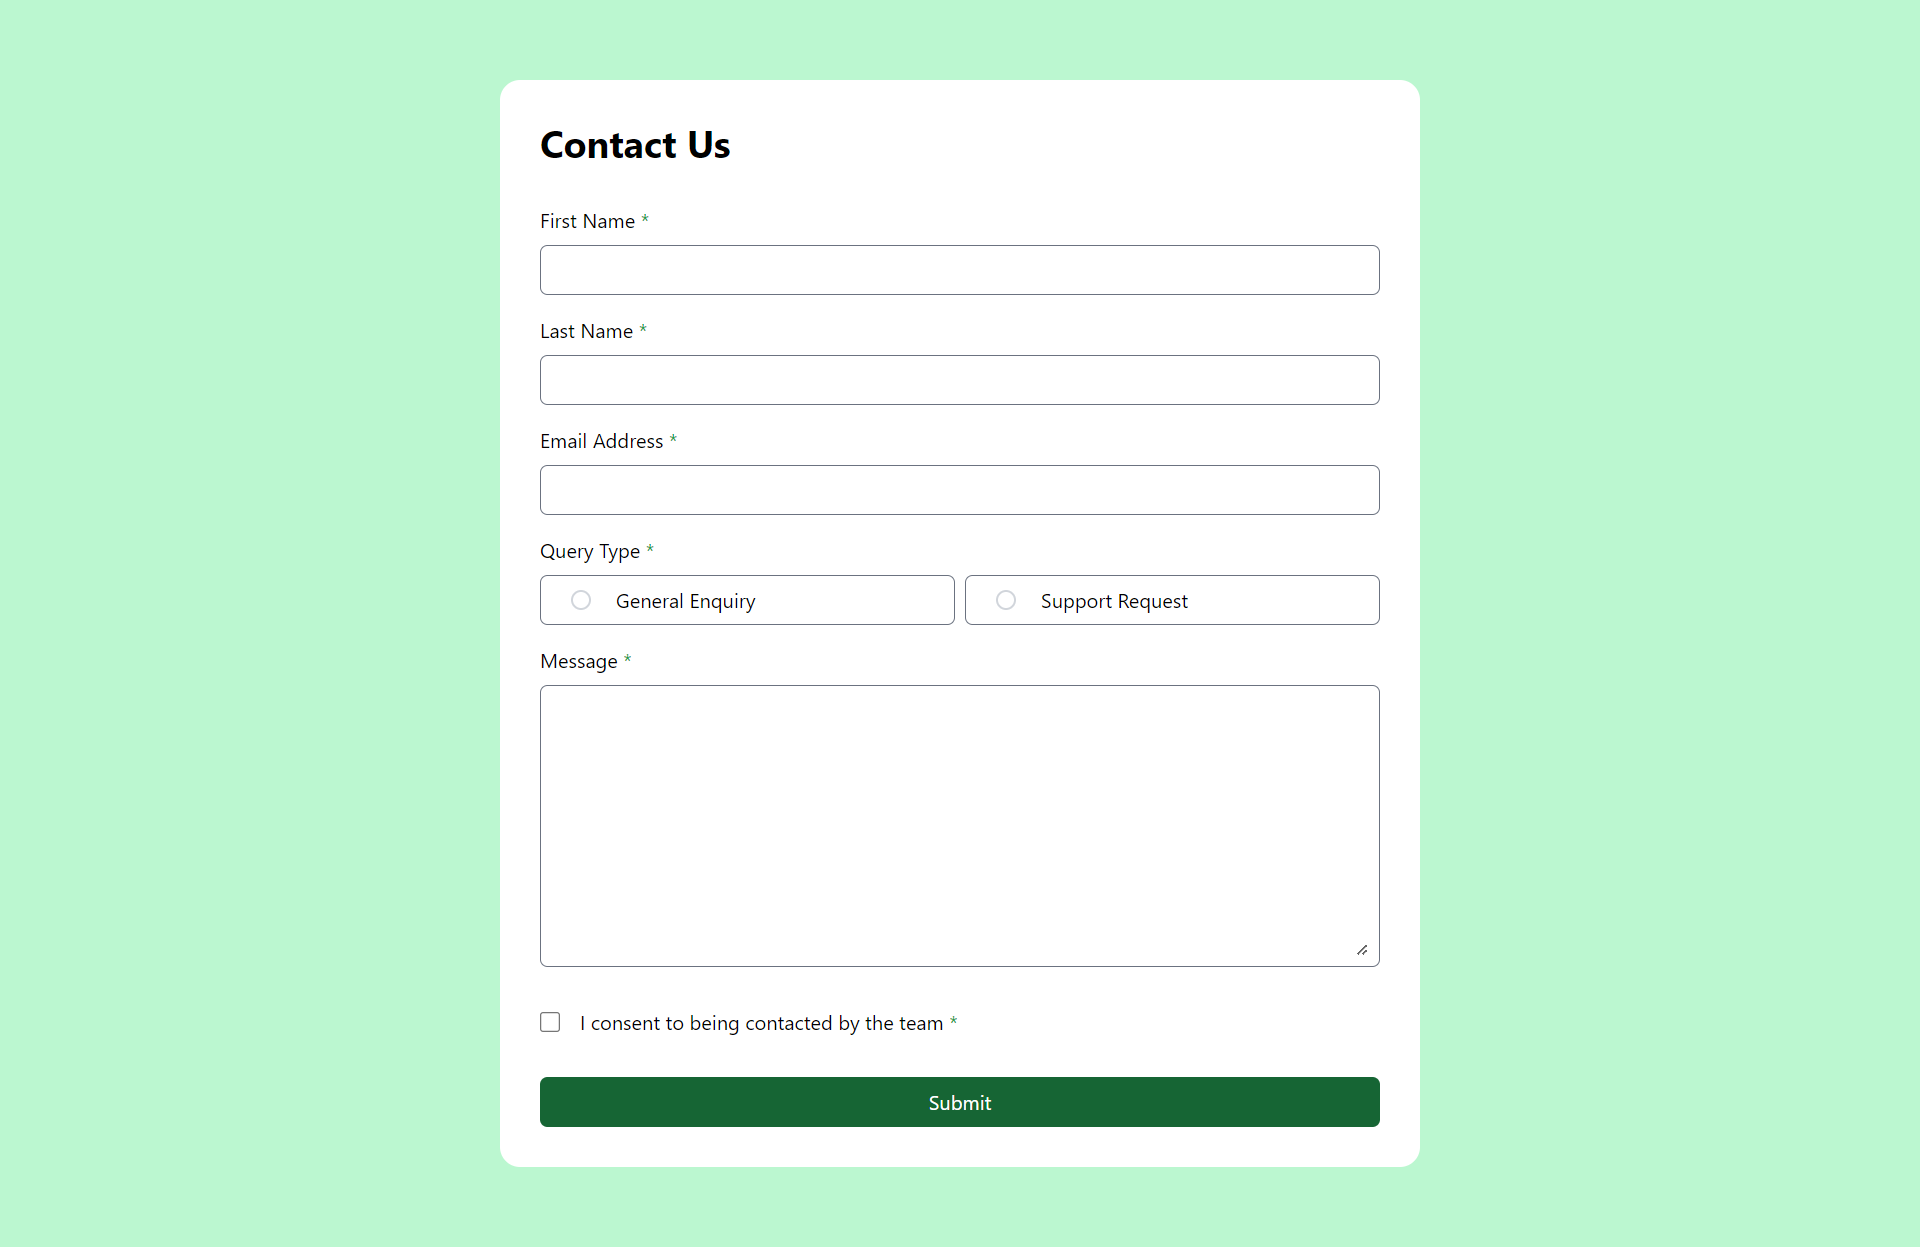 Contact Us
First Name *
Last Name *
Email Address *
Query Type *
General Enquiry
Support Request
Message *
I consent to being contacted by the team *
Submit